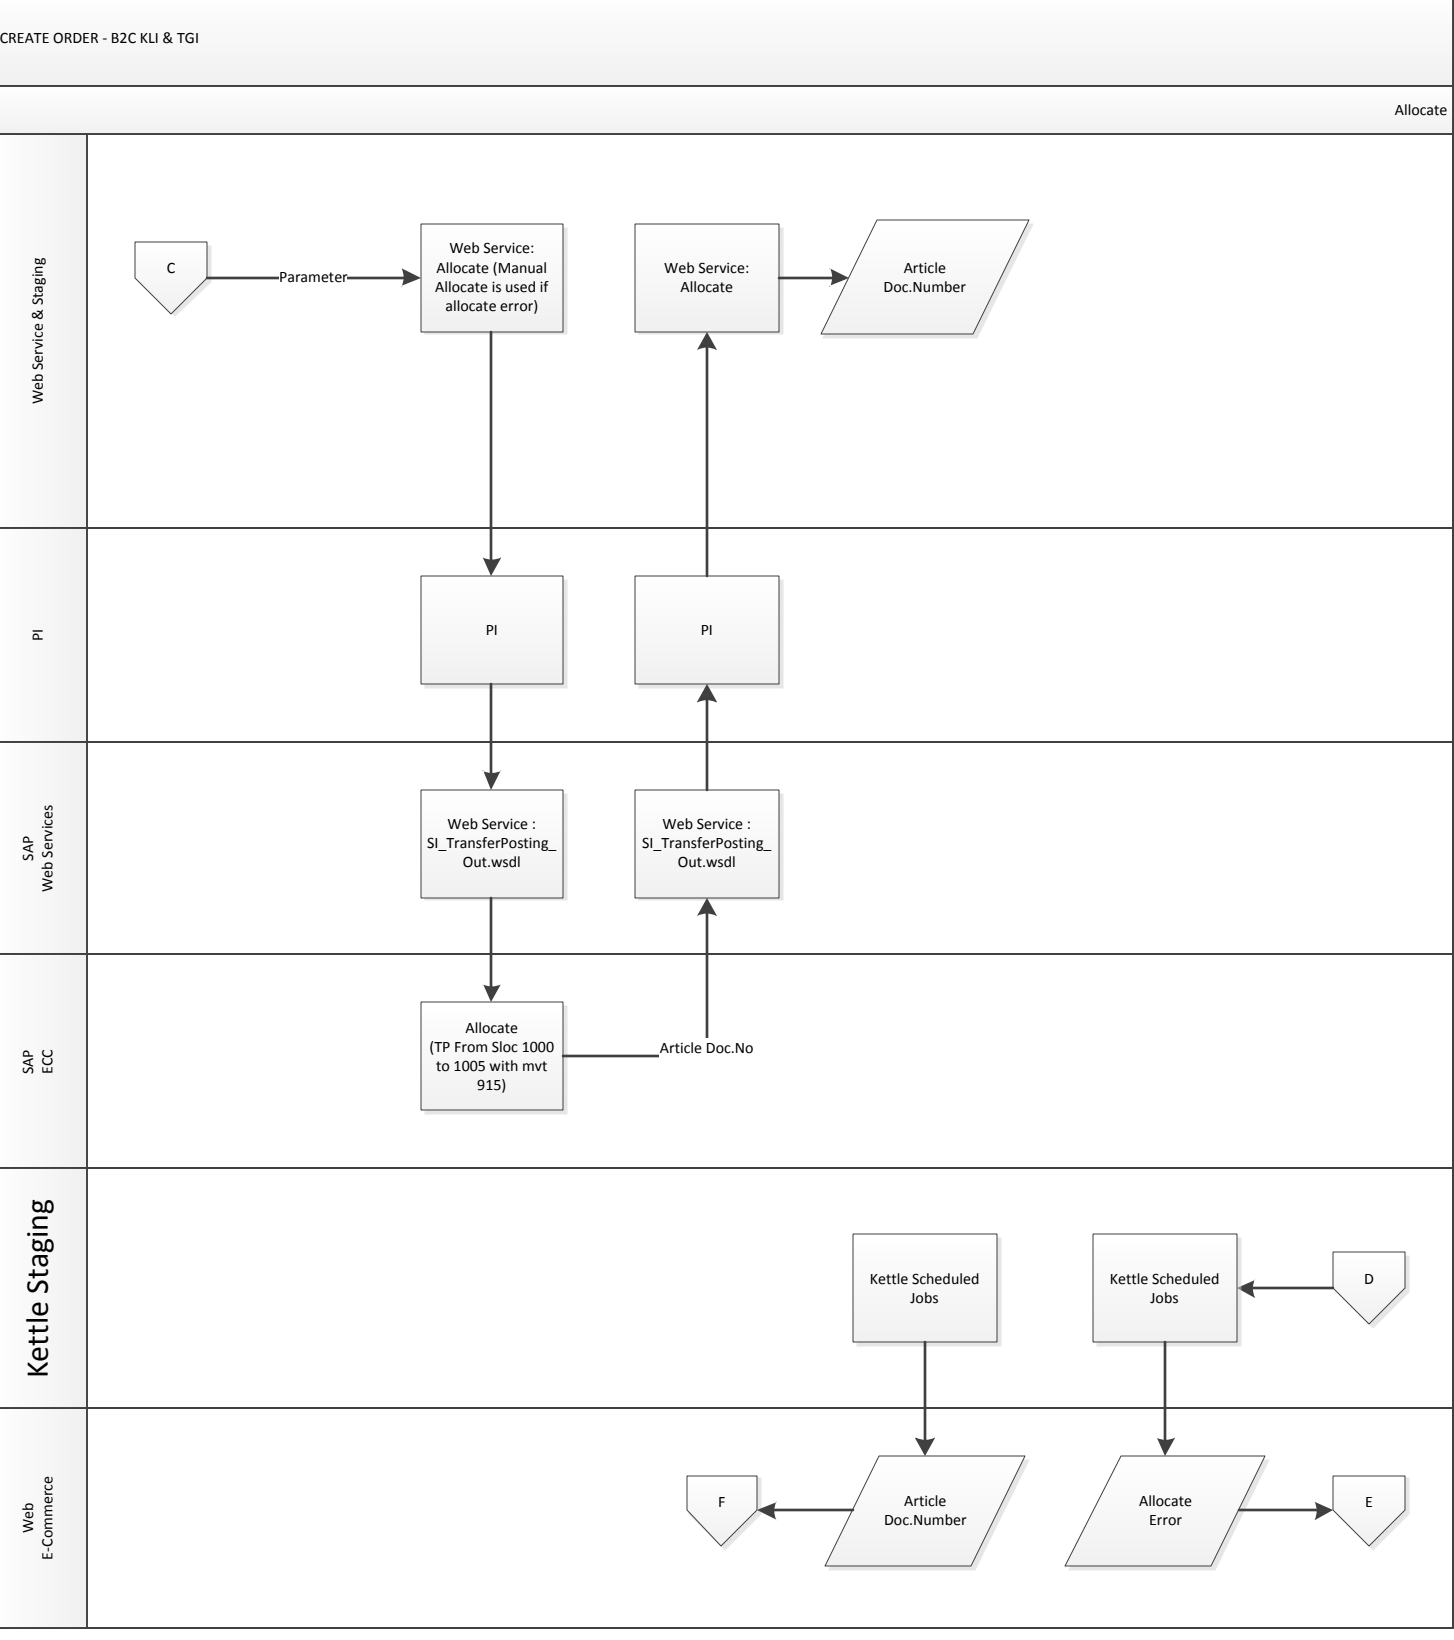 CREATE ORDER - B2C KLI & TGI
Allocate
Web Service & Staging
C
Parameter
Web Service:
Allocate (Manual
Allocate is used if
allocate error)
Web Service:
Allocate
Article
Doc.Number
PI
PI
PI
SAP
Web Services
Web Service :
SI_TransferPosting_
Out.wsdl
Web Service :
SI_TransferPosting_
Out.wsdl
SAP
ECC
Allocate
(TP From Sloc 1000
to 1005 with mvt
915)
Article Doc.No
Kettle Staging
Kettle Scheduled
Jobs
Kettle Scheduled
Jobs
D
Web
E-Commerce
F
Article
Doc.Number
Allocate
Error
E